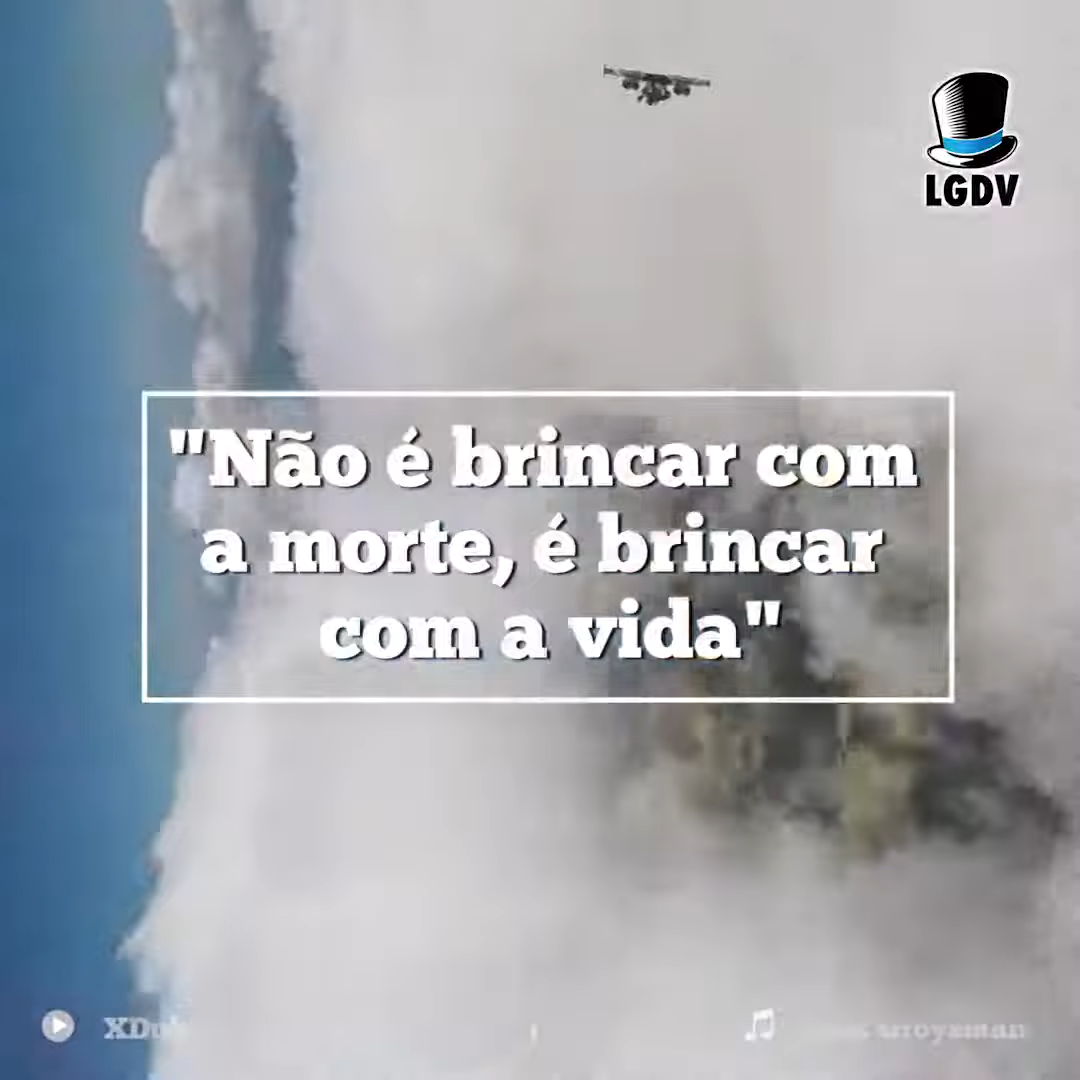 LGDV
"Não é brincar com
a morte, é brincar
com a vida"